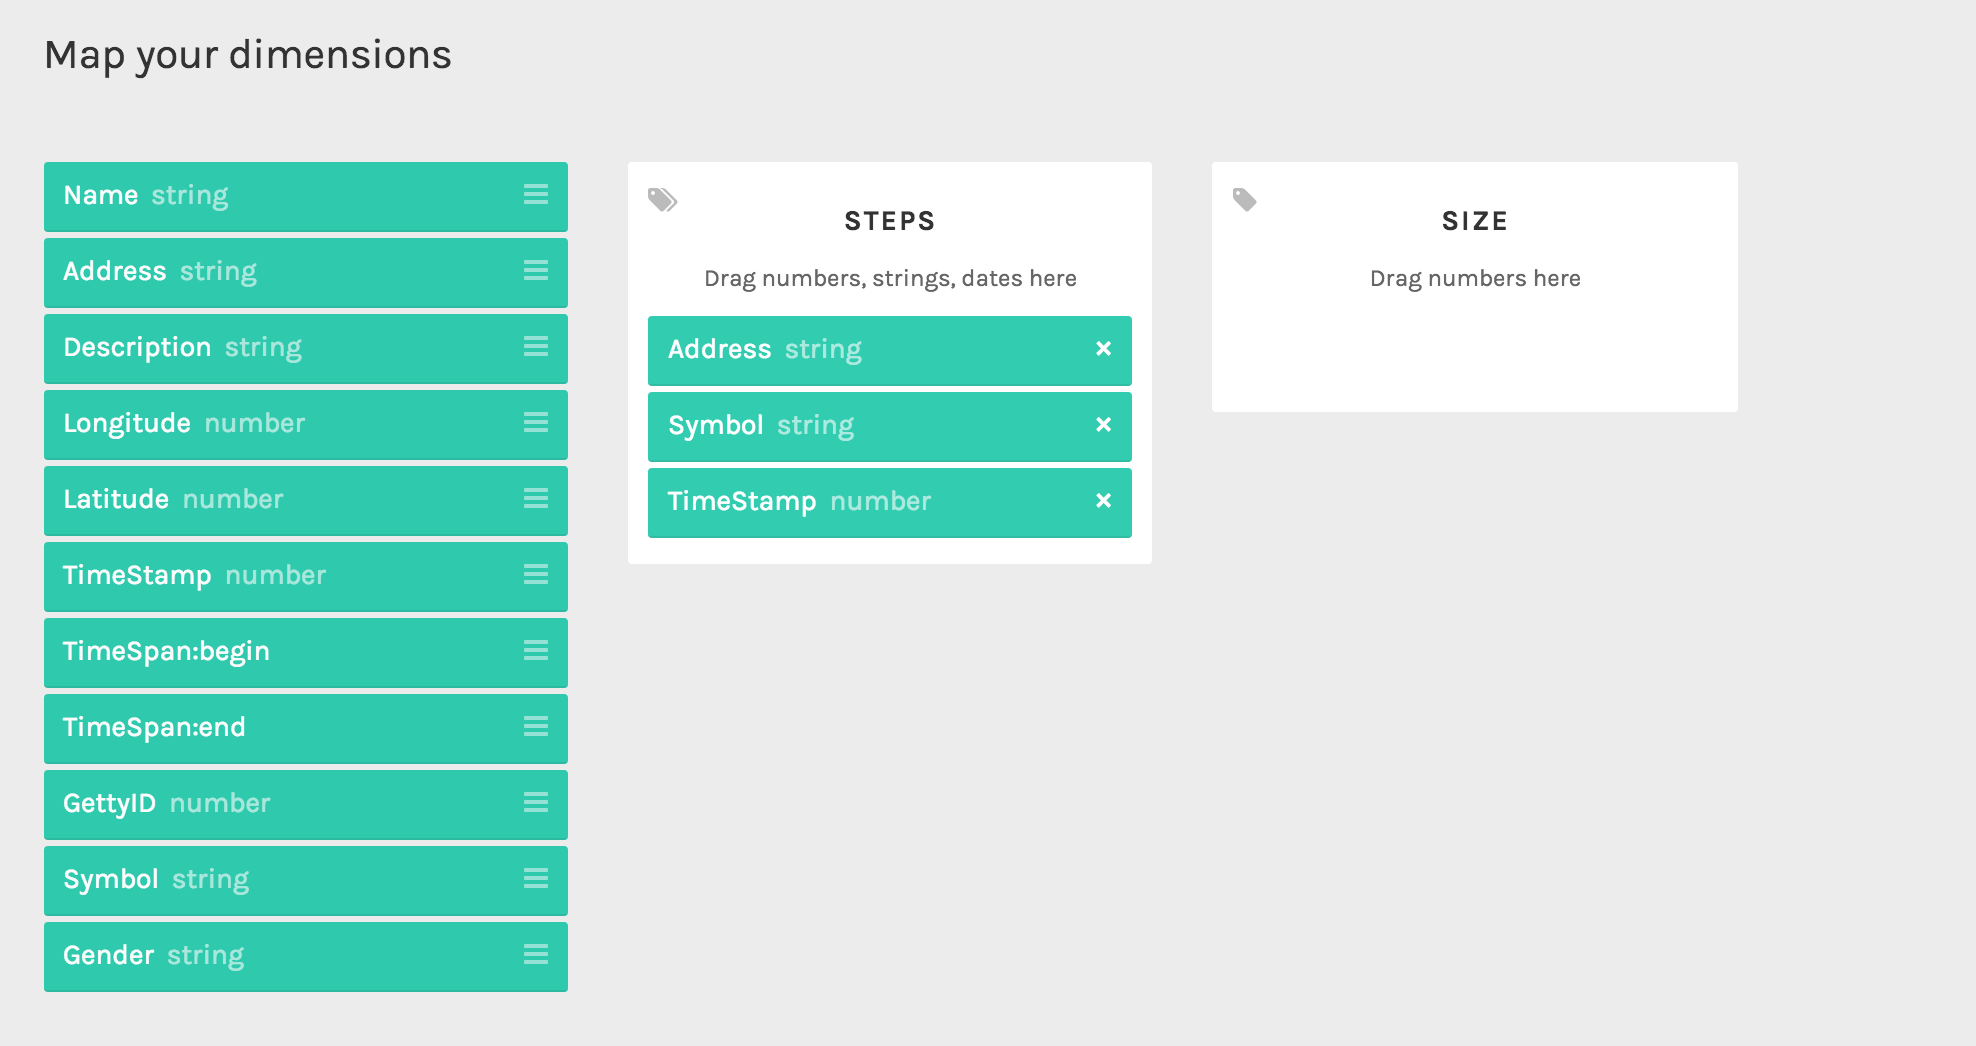 Map your dimensions
Name string
Address string
Description string
Longitude number
Latitude number
TimeStamp number
TimeSpan:begin
TimeSpan:end
GettyID number
Symbol string
Gender string
STEPS
Drag numbers, strings, dates here
Address string ×
Symbol string ×
TimeStamp number ×
SIZE
Drag numbers here